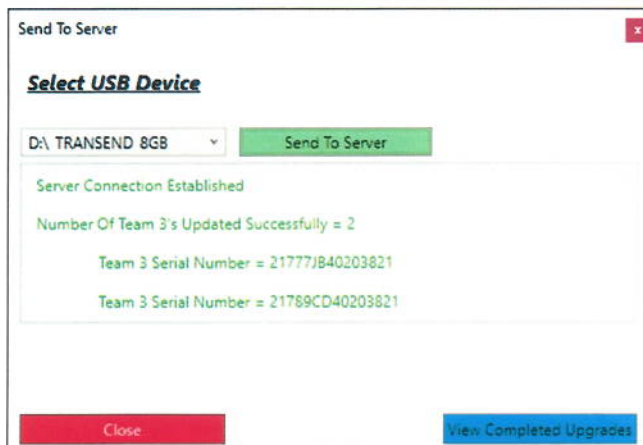 Send To Server
x
Select USB Device
D:\ TRANSEND 8GB
Send To Server
Server Connection Established
Number Of Team 3's Updated Successfully = 2
Team 3 Serial Number = 21777JB40203821
Team 3 Serial Number = 21789CD40203821
Close
View Completed Upgrades